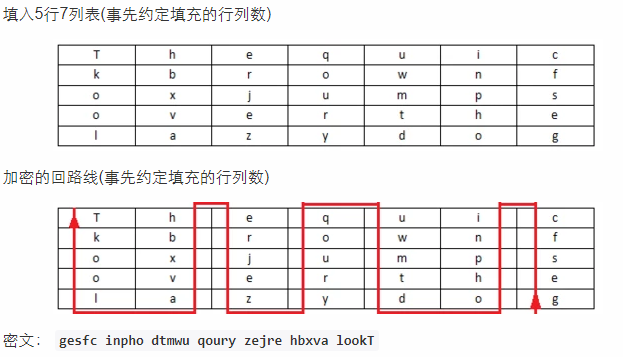 填入5行7列表(事先约定填充的行列数)
T h e q u i c
k b r o w n f
o x j u m p s
o v e r t h e
l a z y d o g
加密的回路线(事先约定填充的行列数)
T h e q u i c
k b r o w n f
o x j u m p s
o v e r t h e
l a z y d o g
密文： gesfc inpho dtmwu qoury zejre hbxva lookT